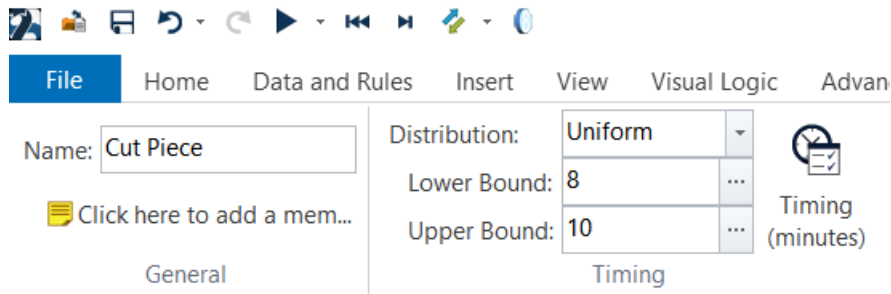 File Home Data and Rules Insert View Visual Logic Advan
Name: Cut Piece
Click here to add a mem...
General
Distribution: Uniform
Lower Bound: 8 ...
Upper Bound: 10 ...
Timing
(minutes)
Timing